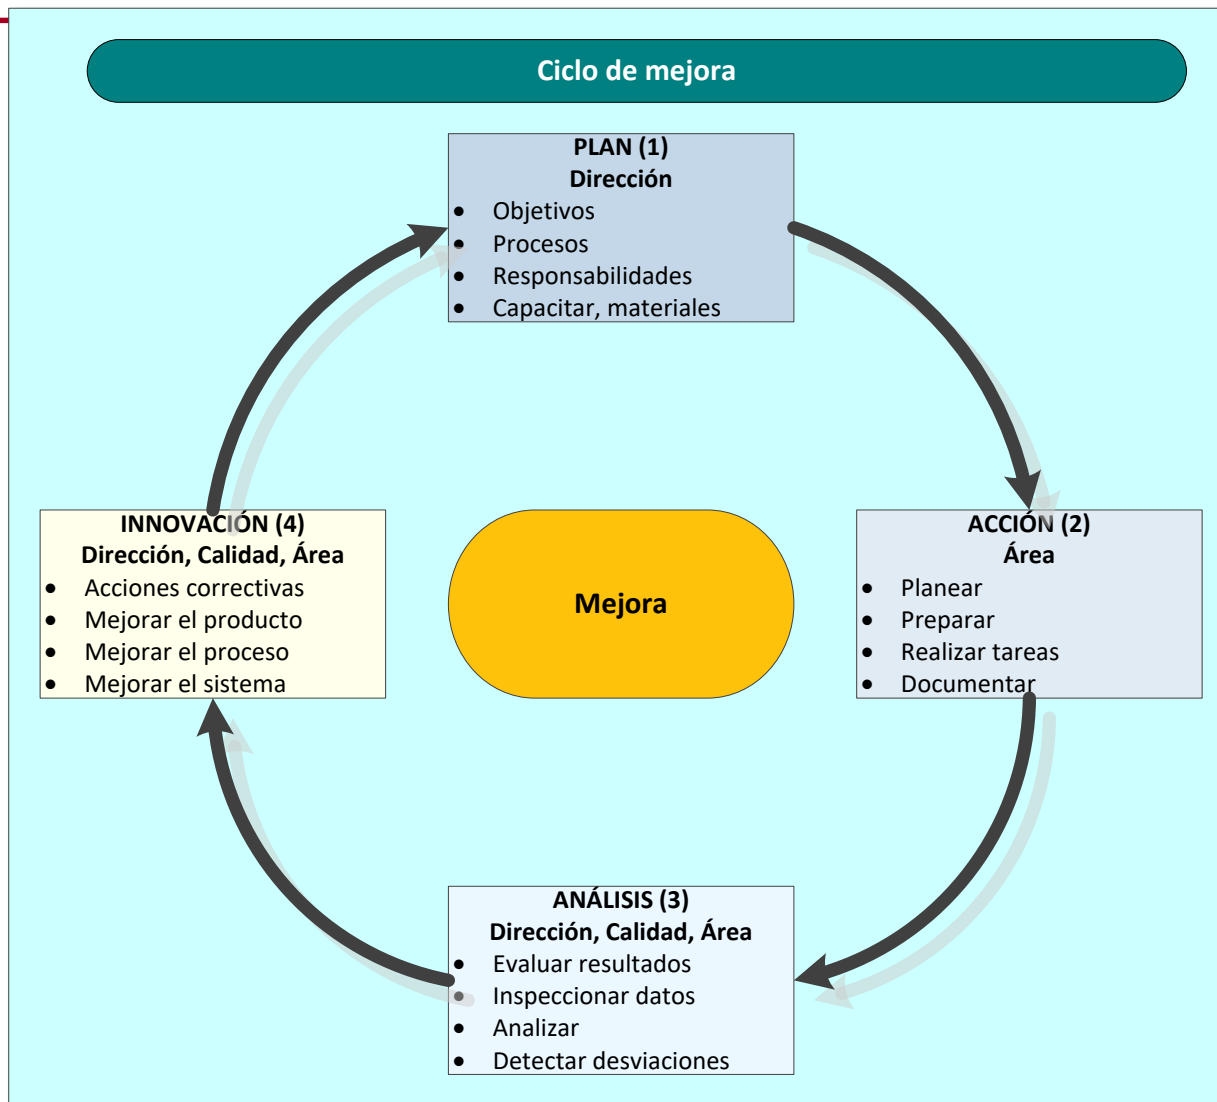 Ciclo de mejora
PLAN (1)
Dirección
• Objetivos
• Procesos
• Responsabilidades
• Capacitar, materiales
INNOVACIÓN (4)
Dirección, Calidad, Área
• Acciones correctivas
• Mejorar el producto
• Mejorar el proceso
• Mejorar el sistema
Mejora
ACCIÓN (2)
Área
• Planear
• Preparar
• Realizar tareas
• Documentar
ANÁLISIS (3)
Dirección, Calidad, Área
• Evaluar resultados
• Inspeccionar datos
• Analizar
• Detectar desviaciones